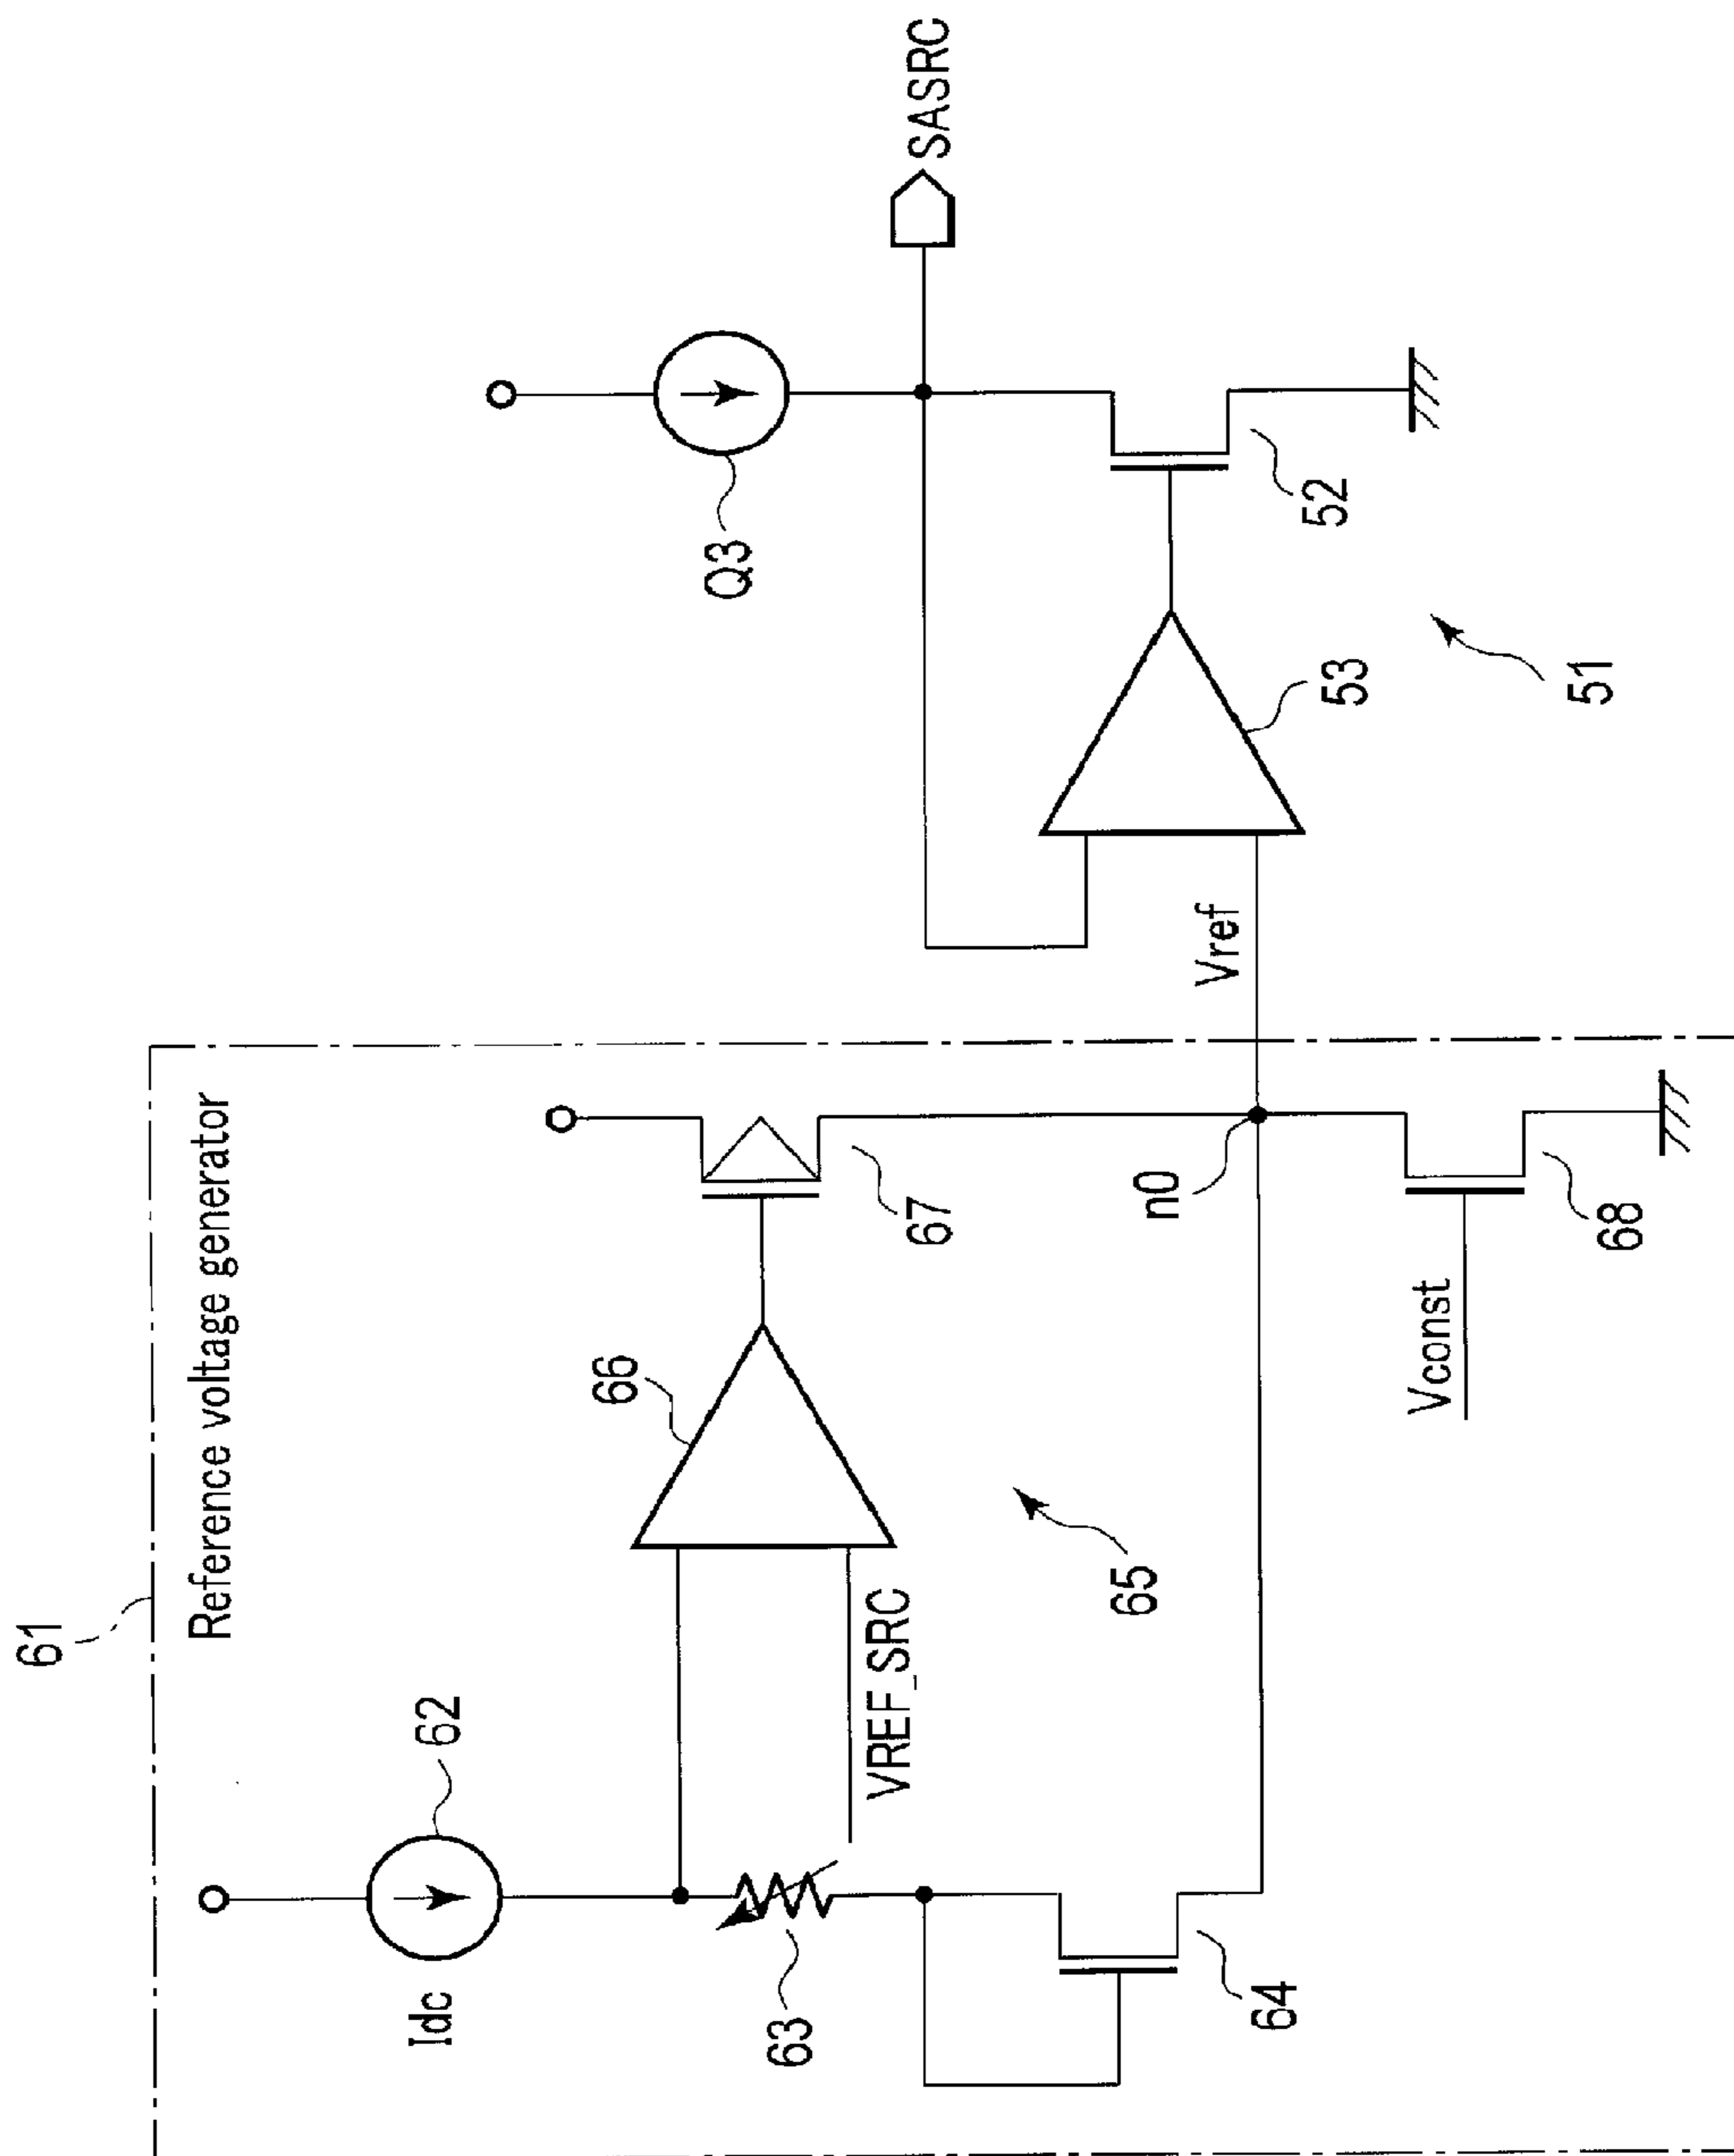 61
Reference voltage generator
Idc
62
63
64
VREF_SRC
65
66
67
n0
Vconst
68
Vref
Q3
53
51
52
SASRC